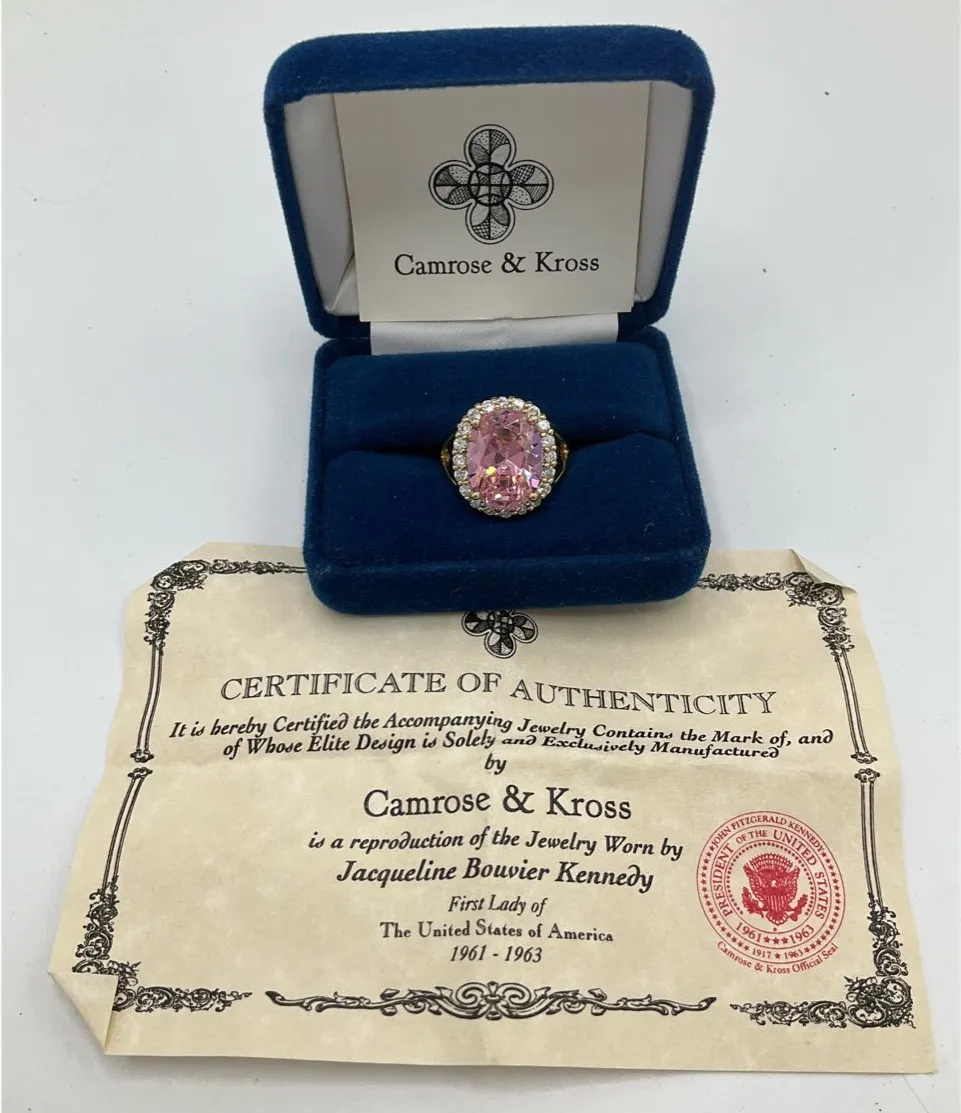 Camrose & Kross
CERTIFICATE OF AUTHENTICITY
It is hereby Certified the Accompanying Jewelry Contains the Mark of, and
of Whose Elite Design is Solely and Exclusively Manufactured
by
Camrose & Kross
is a reproduction of the Jewelry Worn by
Jacqueline Bouvier Kennedy
First Lady of
The United States of America
1961 - 1963
JOHN FITZGERALD KENNEDY
PRESIDENT OF THE UNITED STATES
1961★★★1963
1917 ★ 1963
Camrose & Kross Official Seal